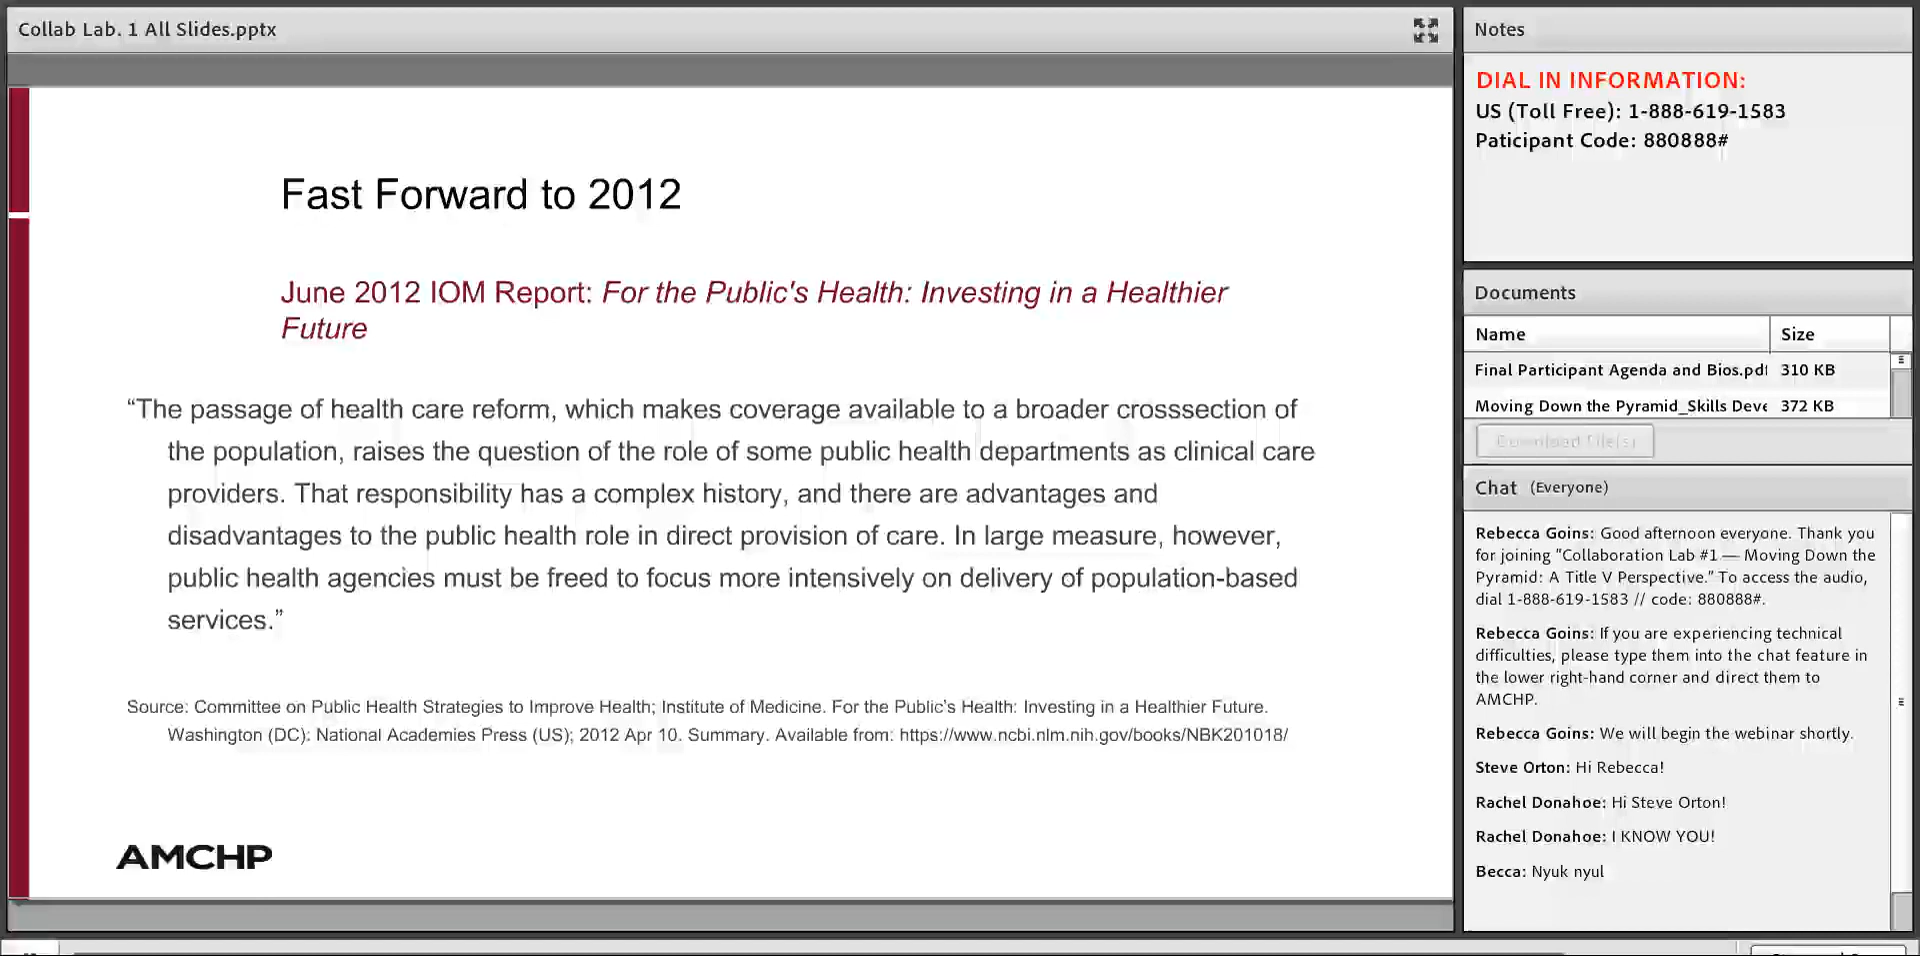 Collab Lab. 1 All Slides.pptx
Fast Forward to 2012
June 2012 IOM Report: For the Public's Health: Investing in a Healthier
Future
“The passage of health care reform, which makes coverage available to a broader crosssection of
the population, raises the question of the role of some public health departments as clinical care
providers. That responsibility has a complex history, and there are advantages and
disadvantages to the public health role in direct provision of care. In large measure, however,
public health agencies must be freed to focus more intensively on delivery of population-based
services.”
Source: Committee on Public Health Strategies to Improve Health; Institute of Medicine. For the Public’s Health: Investing in a Healthier Future.
Washington (DC): National Academies Press (US); 2012 Apr 10. Summary. Available from: https://www.ncbi.nlm.nih.gov/books/NBK201018/
AMCHP
Notes
DIAL IN INFORMATION:
US (Toll Free): 1-888-619-1583
Paticipant Code: 880888#
Documents
Name Size
Final Participant Agenda and Bios.pdf 310 KB
Moving Down the Pyramid_Skills Deve 372 KB
Download File(s)
Chat (Everyone)
Rebecca Goins: Good afternoon everyone. Thank you
for joining "Collaboration Lab #1 — Moving Down the
Pyramid: A Title V Perspective." To access the audio,
dial 1-888-619-1583 // code: 880888#.
Rebecca Goins: If you are experiencing technical
difficulties, please type them into the chat feature in
the lower right-hand corner and direct them to
AMCHP.
Rebecca Goins: We will begin the webinar shortly.
Steve Orton: Hi Rebecca!
Rachel Donahoe: Hi Steve Orton!
Rachel Donahoe: I KNOW YOU!
Becca: Nyuk nyul